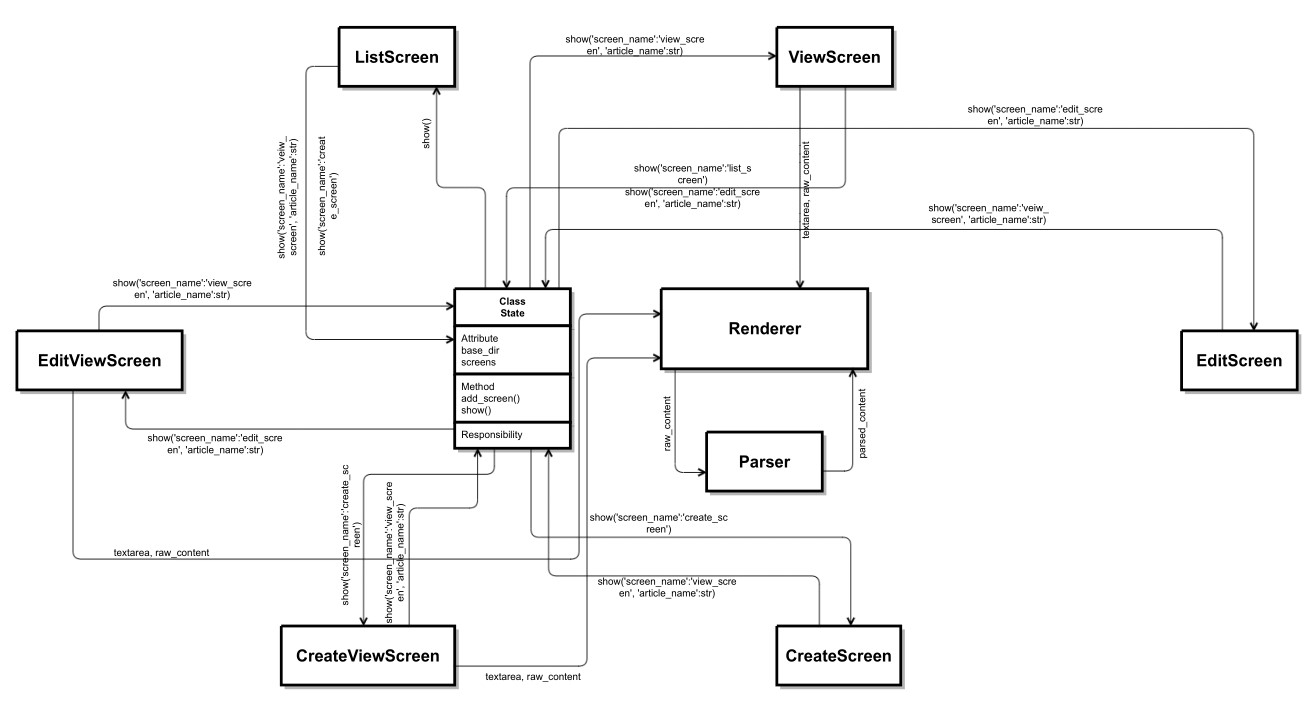 show('screen_name':'view_scre
en', 'article_name':str)
ListScreen
ViewScreen
show('screen_name':'edit_scre
en', 'article_name':str)
show()
show('screen_name':'veiw_
screen', 'article_name':str)
show('screen_name':'creat
e_screen')
textarea, raw_content
show('screen_name':'list_s
creen')
show('screen_name':'edit_scre
en', 'article_name':str)
show('screen_name':'veiw_
screen', 'article_name':str)
show('screen_name':'view_scre
en', 'article_name':str)
Class
State
Attribute
base_dir
screens
Method
add_screen()
show()
Responsibility
Renderer
EditViewScreen
EditScreen
raw_content
parsed_content
Parser
show('screen_name':'edit_scre
en', 'article_name':str)
show('screen_name':'create_sc
reen')
show('screen_name':'view_scre
en', 'article_name':str)
show('screen_name':'create_sc
reen')
textarea, raw_content
show('screen_name':'view_scre
en', 'article_name':str)
CreateViewScreen
CreateScreen
textarea, raw_content